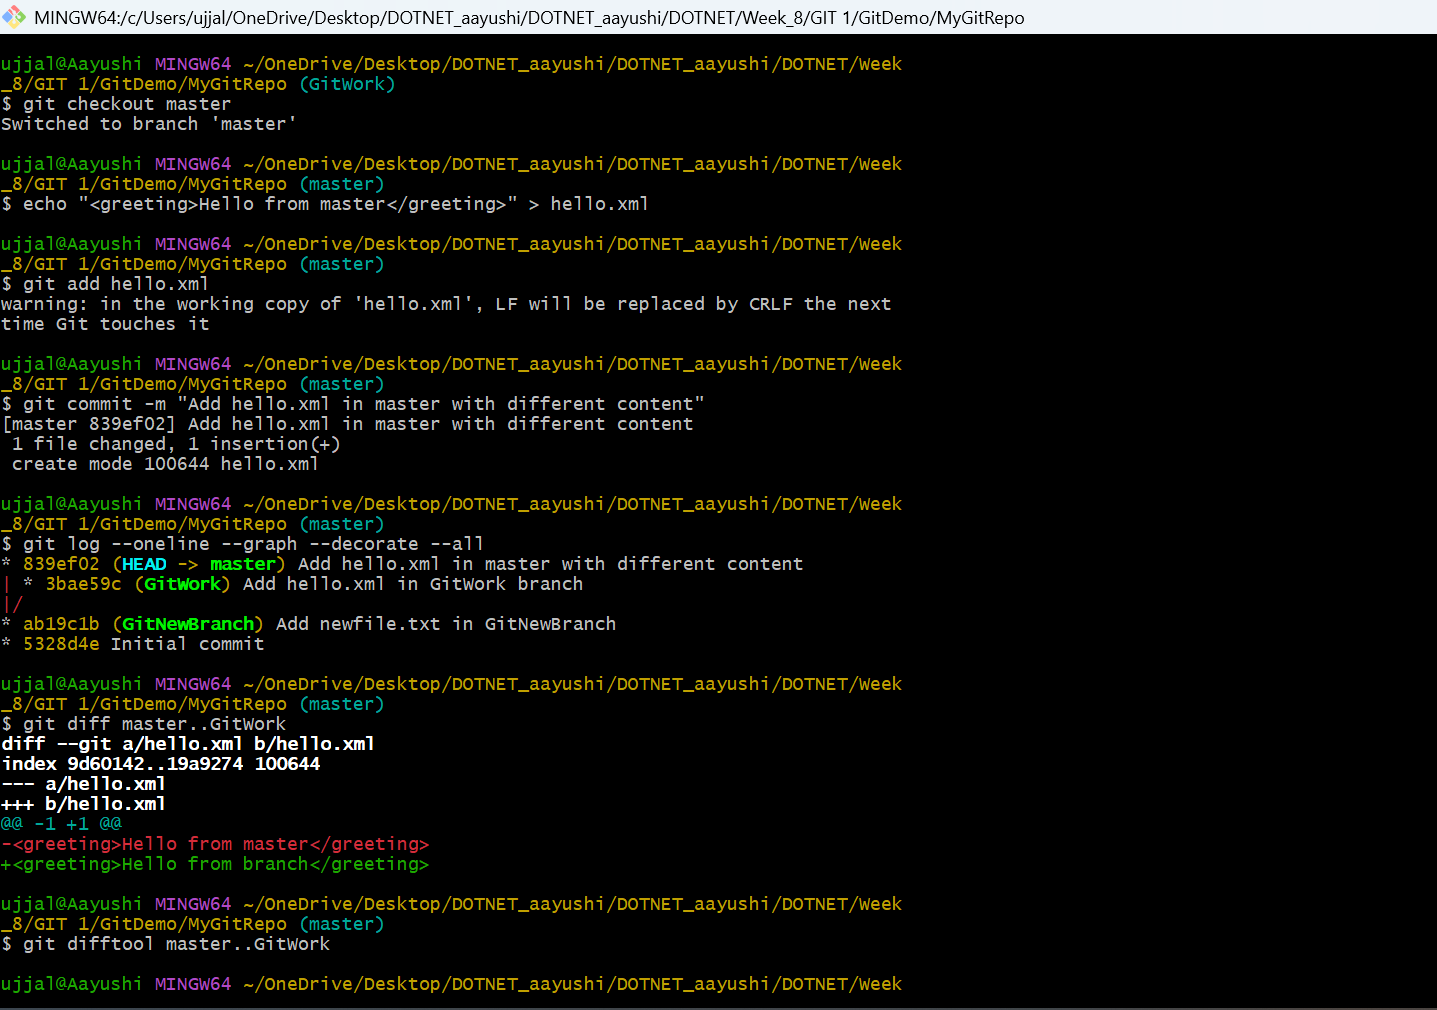 MINGW64:/c/Users/ujjal/OneDrive/Desktop/DOTNET_aayushi/DOTNET_aayushi/DOTNET/Week_8/GIT 1/GitDemo/MyGitRepo
ujjal@Aayushi MINGW64 ~/OneDrive/Desktop/DOTNET_aayushi/DOTNET_aayushi/DOTNET/Week
_8/GIT 1/GitDemo/MyGitRepo (GitWork)
$ git checkout master
Switched to branch 'master'
ujjal@Aayushi MINGW64 ~/OneDrive/Desktop/DOTNET_aayushi/DOTNET_aayushi/DOTNET/Week
_8/GIT 1/GitDemo/MyGitRepo (master)
$ echo "<greeting>Hello from master</greeting>" > hello.xml
ujjal@Aayushi MINGW64 ~/OneDrive/Desktop/DOTNET_aayushi/DOTNET_aayushi/DOTNET/Week
_8/GIT 1/GitDemo/MyGitRepo (master)
$ git add hello.xml
warning: in the working copy of 'hello.xml', LF will be replaced by CRLF the next
time Git touches it
ujjal@Aayushi MINGW64 ~/OneDrive/Desktop/DOTNET_aayushi/DOTNET_aayushi/DOTNET/Week
_8/GIT 1/GitDemo/MyGitRepo (master)
$ git commit -m "Add hello.xml in master with different content"
[master 839ef02] Add hello.xml in master with different content
 1 file changed, 1 insertion(+)
 create mode 100644 hello.xml
ujjal@Aayushi MINGW64 ~/OneDrive/Desktop/DOTNET_aayushi/DOTNET_aayushi/DOTNET/Week
_8/GIT 1/GitDemo/MyGitRepo (master)
$ git log --oneline --graph --decorate --all
* 839ef02 (HEAD -> master) Add hello.xml in master with different content
| * 3bae59c (GitWork) Add hello.xml in GitWork branch
|/
* ab19c1b (GitNewBranch) Add newfile.txt in GitNewBranch
* 5328d4e Initial commit
ujjal@Aayushi MINGW64 ~/OneDrive/Desktop/DOTNET_aayushi/DOTNET_aayushi/DOTNET/Week
_8/GIT 1/GitDemo/MyGitRepo (master)
$ git diff master..GitWork
diff --git a/hello.xml b/hello.xml
index 9d60142..19a9274 100644
--- a/hello.xml
+++ b/hello.xml
@@ -1 +1 @@
-<greeting>Hello from master</greeting>
+<greeting>Hello from branch</greeting>
ujjal@Aayushi MINGW64 ~/OneDrive/Desktop/DOTNET_aayushi/DOTNET_aayushi/DOTNET/Week
_8/GIT 1/GitDemo/MyGitRepo (master)
$ git difftool master..GitWork
ujjal@Aayushi MINGW64 ~/OneDrive/Desktop/DOTNET_aayushi/DOTNET_aayushi/DOTNET/Week